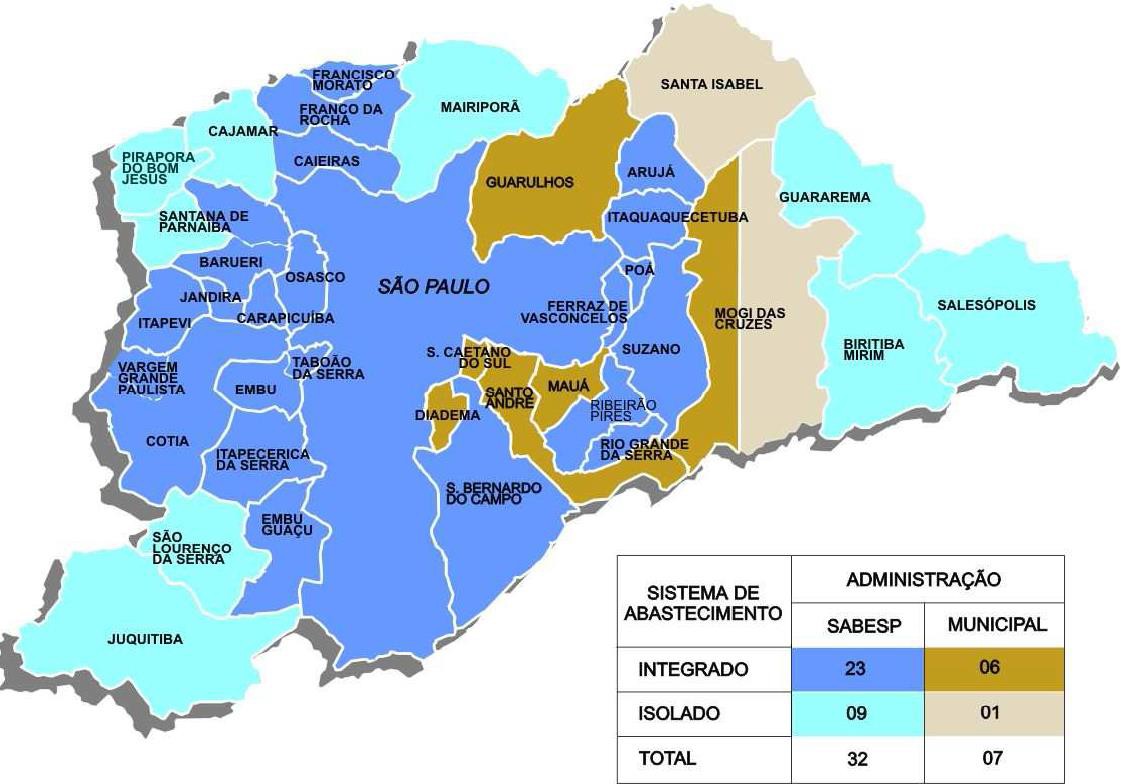 FRANCISCO
MORATO
FRANCO DA
ROCHA
MAIRIPORÃ
SANTA ISABEL
CAJAMAR
CAIEIRAS
PIRAPORA
DO BOM
JESUS
GUARULHOS
ARUJÁ
GUARAREMA
SANTANA DE
PARNAIBA
ITAQUAQUECETUBA
BARUERI
OSASCO
SÃO PAULO
POÁ
JANDIRA
CARAPICUÍBA
ITAPEVI
FERRAZ DE
VASCONCELOS
MOGI DAS
CRUZES
SALESÓPOLIS
BIRITIBA
MIRIM
SUZANO
S. CAETANO
DO SUL
TABOÃO
DA SERRA
VARGEM
GRANDE
PAULISTA
EMBU
SANTO
ANDRÉ
MAUÁ
DIADEMA
RIBEIRÃO
PIRES
COTIA
ITAPECERICA
DA SERRA
RIO GRANDE
DA SERRA
S. BERNARDO
DO CAMPO
EMBU
GUAÇU
SÃO
LOURENÇO
DA SERRA
JUQUITIBA
SISTEMA DE
ABASTECIMENTO
ADMINISTRAÇÃO
SABESP MUNICIPAL
INTEGRADO 23 06
ISOLADO 09 01
TOTAL 32 07